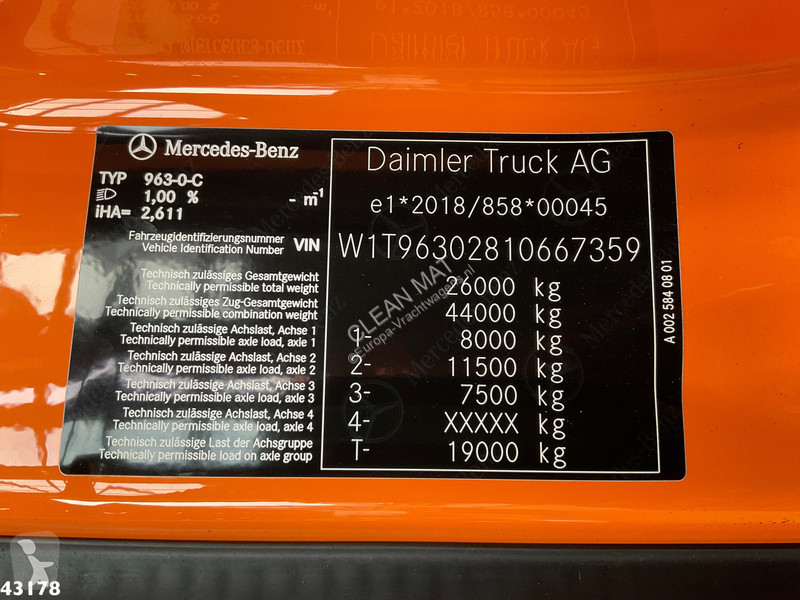 Mercedes-Benz
TYP 963-0-C
1,00 % - m⁻¹
iHA= 2,611
Fahrzeugidentifizierungsnummer
Vehicle Identification Number VIN
Technisch zulässiges Gesamtgewicht
Technically permissible total weight
Technisch zulässiges Zug-Gesamtgewicht
Technically permissible combination weight
Technisch zulässige Achslast, Achse 1
Technically permissible axle load, axle 1
Technisch zulässige Achslast, Achse 2
Technically permissible axle load, axle 2
Technisch zulässige Achslast, Achse 3
Technically permissible axle load, axle 3
Technisch zulässige Achslast, Achse 4
Technically permissible axle load, axle 4
Technisch zulässige Last der Achsgruppe
Technically permissible load on axle group
Daimler Truck AG
e1*2018/858*00045
W1T96302810667359
26000 kg
44000 kg
1- 8000 kg
2- 11500 kg
3- 7500 kg
4- XXXXX kg
T- 19000 kg
A 002 584 08 01
CLEAN MAT
©Europa-Vrachtwagens.nl
43178